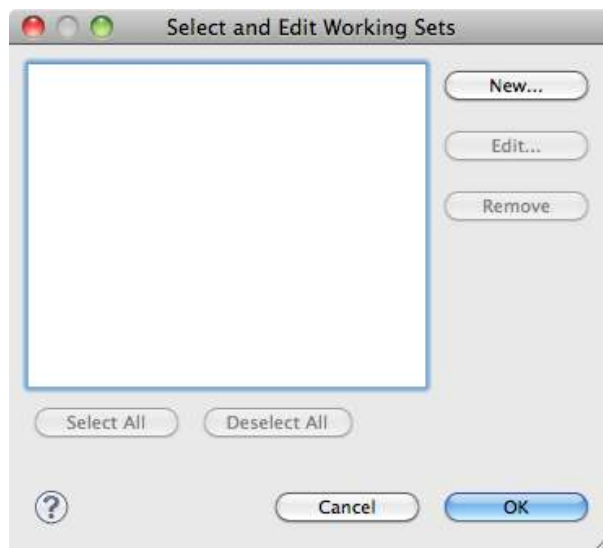 Select and Edit Working Sets
New...
Edit...
Remove
Select All
Deselect All
?
Cancel
OK